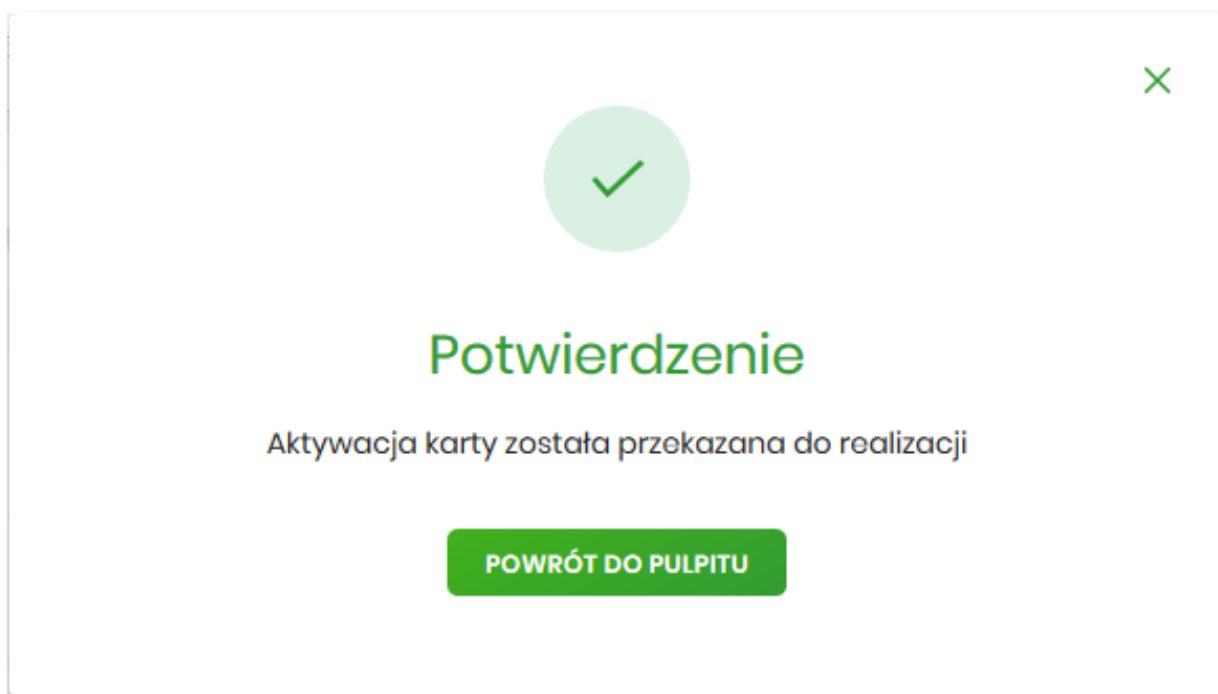 Potwierdzenie
Aktywacja karty została przekazana do realizacji
POWRÓT DO PULPITU